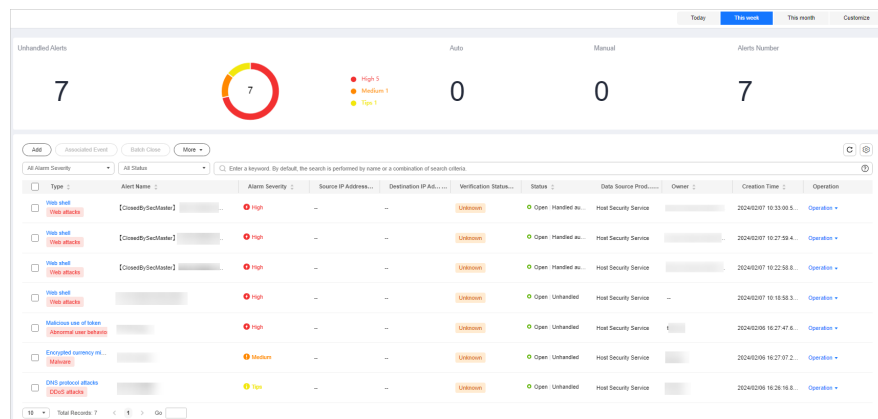 Today This week This month Customize
Unhandled Alerts Auto Manual Alerts Number
7 7 High 5 Medium 1 Tips 1 0 0 7
Add Associated Event Batch Close More
All Alarm Severity All Status Enter a keyword. By default, the search is performed by name or a combination of search criteria
Type Alert Name Alarm Severity Source IP Address... Destination IP Ad... ... Verification Status... Status Data Source Prod...... Owner Creation Time Operation
Web shell
Web attacks 【ClosedBySecMaster】 ... High -- -- Unknown Open Handled au... Host Security Service 2024/02/07 10:33:00.5... Operation
Web shell
Web attacks 【ClosedBySecMaster】 ... High -- -- Unknown Open Handled au... Host Security Service ... 2024/02/07 10:27:59.4... Operation
Web shell
Web attacks 【ClosedBySecMaster】 ... High -- -- Unknown Open Handled au... Host Security Service ... 2024/02/07 10:22:58.8... Operation
Web shell
Web attacks High -- -- Unknown Open Unhandled Host Security Service -- 2024/02/07 10:18:58.3... Operation
Malicious use of token
Abnormal user behavio High -- -- Unknown Open Unhandled Host Security Service 2024/02/06 16:27:47.6... Operation
Encrypted currency mi...
Malware Medium -- -- Unknown Open Unhandled Host Security Service 2024/02/06 16:27:07.2... Operation
DNS protocol attacks
DDoS attacks Tips -- -- Unknown Open Unhandled Host Security Service 2024/02/06 16:26:16.8... Operation
10 Total Records: 7 < 1 > Go